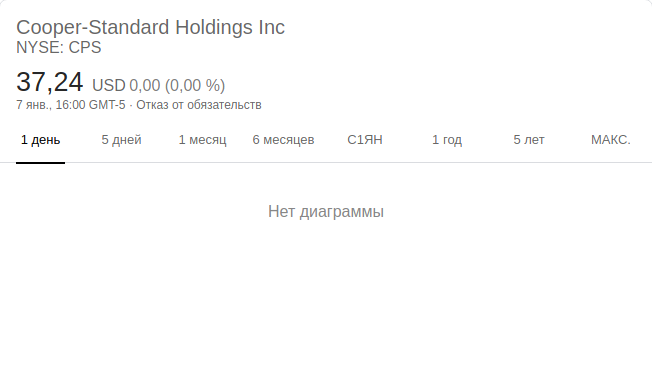 Cooper-Standard Holdings Inc
NYSE: CPS
37,24 USD 0,00 (0,00 %)
7 янв., 16:00 GMT-5 · Отказ от обязательств
1 день 5 дней 1 месяц 6 месяцев С1ЯН 1 год 5 лет МАКС.
Нет диаграммы